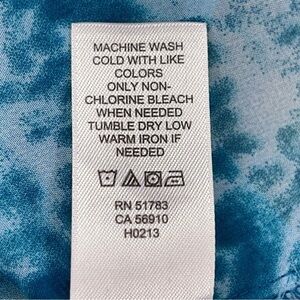 MACHINE WASH
COLD WITH LIKE
COLORS
ONLY NON-
CHLORINE BLEACH
WHEN NEEDED
TUMBLE DRY LOW
WARM IRON IF
NEEDED
RN 51783
CA 56910
H0213